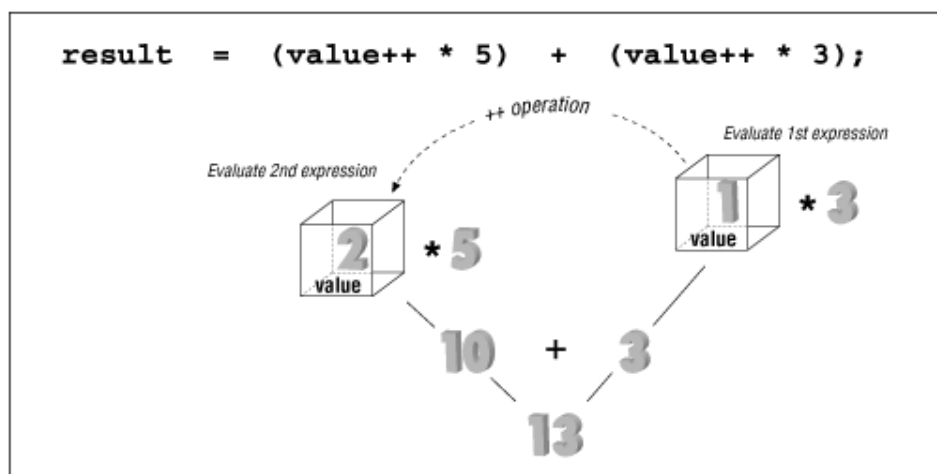 result = (value++ * 5) + (value++ * 3);
++ operation
Evaluate 1st expression
Evaluate 2nd expression
1 * 3
value
2 * 5
value
10 + 3
13